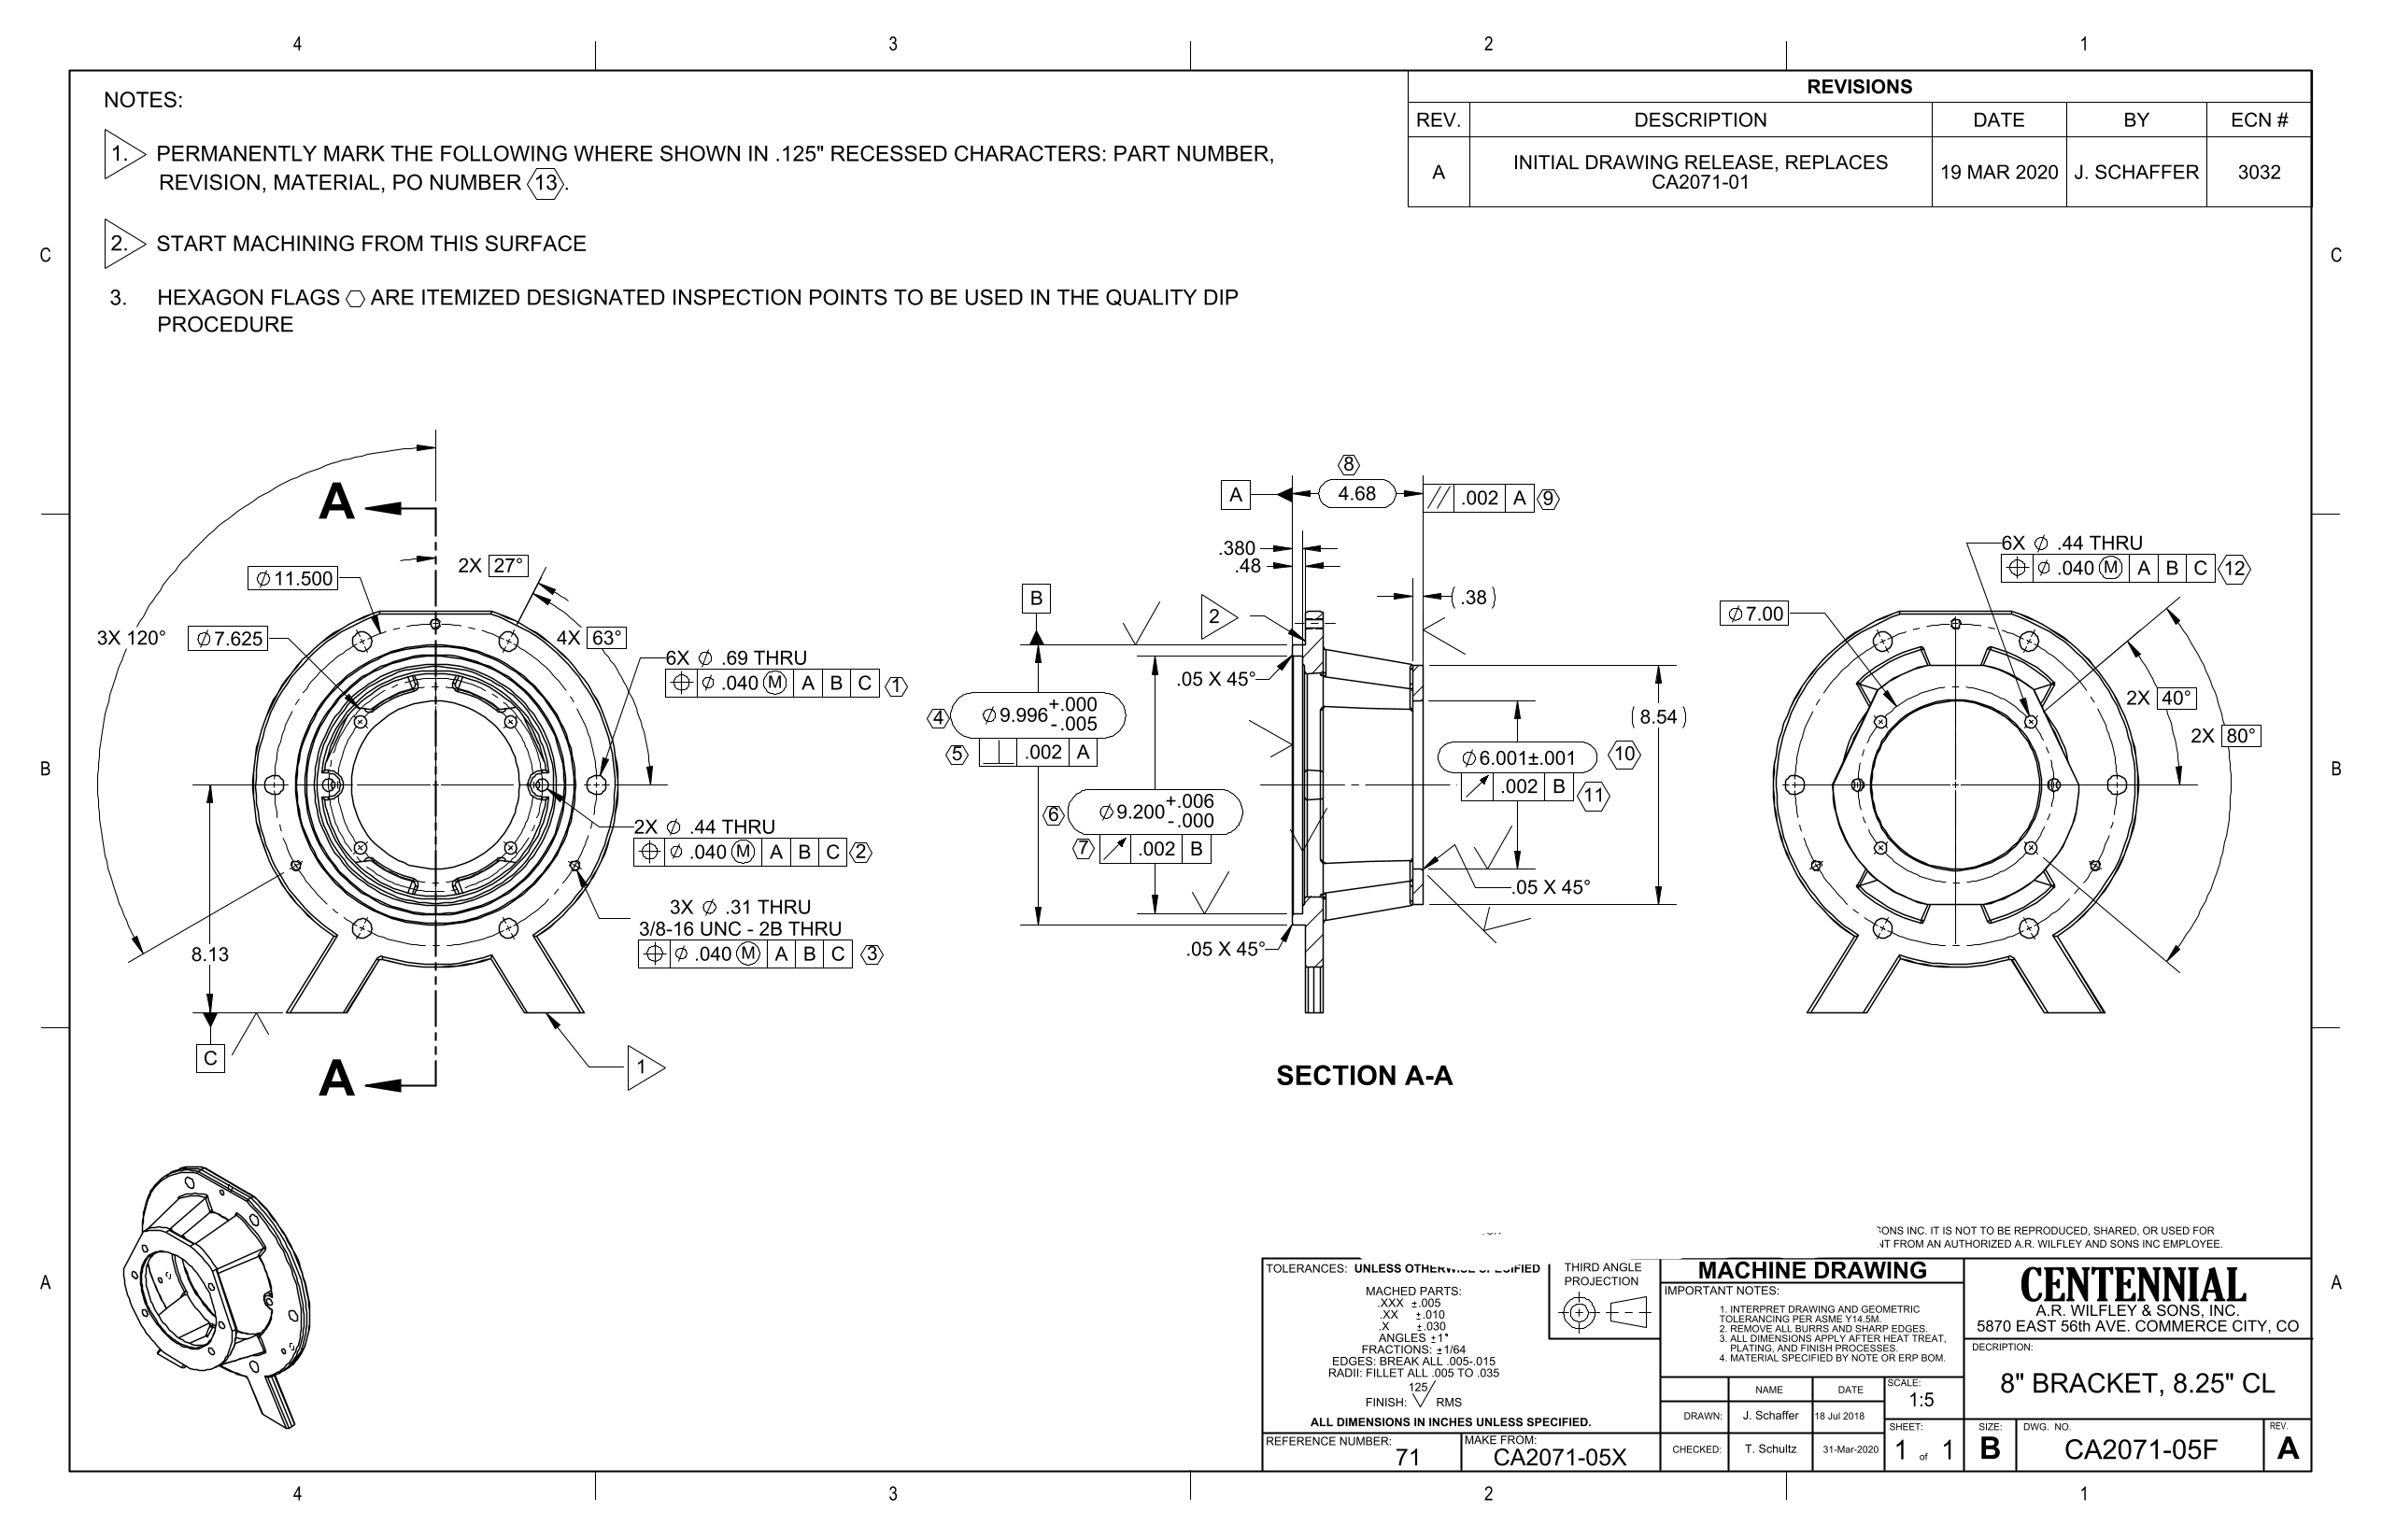 4 3 2 1
NOTES:
1. PERMANENTLY MARK THE FOLLOWING WHERE SHOWN IN .125" RECESSED CHARACTERS: PART NUMBER,
REVISION, MATERIAL, PO NUMBER 13.
2. START MACHINING FROM THIS SURFACE
3. HEXAGON FLAGS ⬡ ARE ITEMIZED DESIGNATED INSPECTION POINTS TO BE USED IN THE QUALITY DIP
PROCEDURE
REVISIONS
REV. DESCRIPTION DATE BY ECN #
A INITIAL DRAWING RELEASE, REPLACES
CA2071-01 19 MAR 2020 J. SCHAFFER 3032
C C
B B
A A
A
2X 27°
⌀11.500
3X 120°
⌀7.625
4X 63°
6X ⌀ .69 THRU
⌖ ⌀ .040 Ⓜ A B C 1
2X ⌀ .44 THRU
⌖ ⌀ .040 Ⓜ A B C 2
3X ⌀ .31 THRU
3/8-16 UNC - 2B THRU
⌖ ⌀ .040 Ⓜ A B C 3
8.13
C
1
A
8
A 4.68 // .002 A 9
.380
.48
B
2
(.38)
.05 X 45°
4 ⌀9.996 +.000
-.005
5 ⊥ .002 A
(8.54)
⌀6.001±.001 10
↗ .002 B 11
6 ⌀9.200 +.006
-.000
7 ↗ .002 B
.05 X 45°
.05 X 45°
SECTION A-A
6X ⌀ .44 THRU
⌖ ⌀ .040 Ⓜ A B C 12
⌀7.00
2X 40°
2X 80°
SONS INC. IT IS NOT TO BE REPRODUCED, SHARED, OR USED FOR
NT FROM AN AUTHORIZED A.R. WILFLEY AND SONS INC EMPLOYEE.
TOLERANCES: UNLESS OTHERWISE SPECIFIED
MACHED PARTS:
.XXX ±.005
.XX ±.010
.X ±.030
ANGLES ±1°
FRACTIONS: ±1/64
EDGES: BREAK ALL .005-.015
RADII: FILLET ALL .005 TO .035
125
FINISH: √ RMS
ALL DIMENSIONS IN INCHES UNLESS SPECIFIED.
REFERENCE NUMBER:
71
MAKE FROM:
CA2071-05X
THIRD ANGLE
PROJECTION
MACHINE DRAWING
IMPORTANT NOTES:
1. INTERPRET DRAWING AND GEOMETRIC
TOLERANCING PER ASME Y14.5M.
2. REMOVE ALL BURRS AND SHARP EDGES.
3. ALL DIMENSIONS APPLY AFTER HEAT TREAT,
PLATING, AND FINISH PROCESSES.
4. MATERIAL SPECIFIED BY NOTE OR ERP BOM.
NAME DATE
DRAWN: J. Schaffer 18 Jul 2018
CHECKED: T. Schultz 31-Mar-2020
SCALE:
1:5
SHEET:
1 of 1
CENTENNIAL
A.R. WILFLEY & SONS, INC.
5870 EAST 56th AVE. COMMERCE CITY, CO
DECRIPTION:
8" BRACKET, 8.25" CL
SIZE:
B
DWG. NO.
CA2071-05F
REV.
A
4 3 2 1